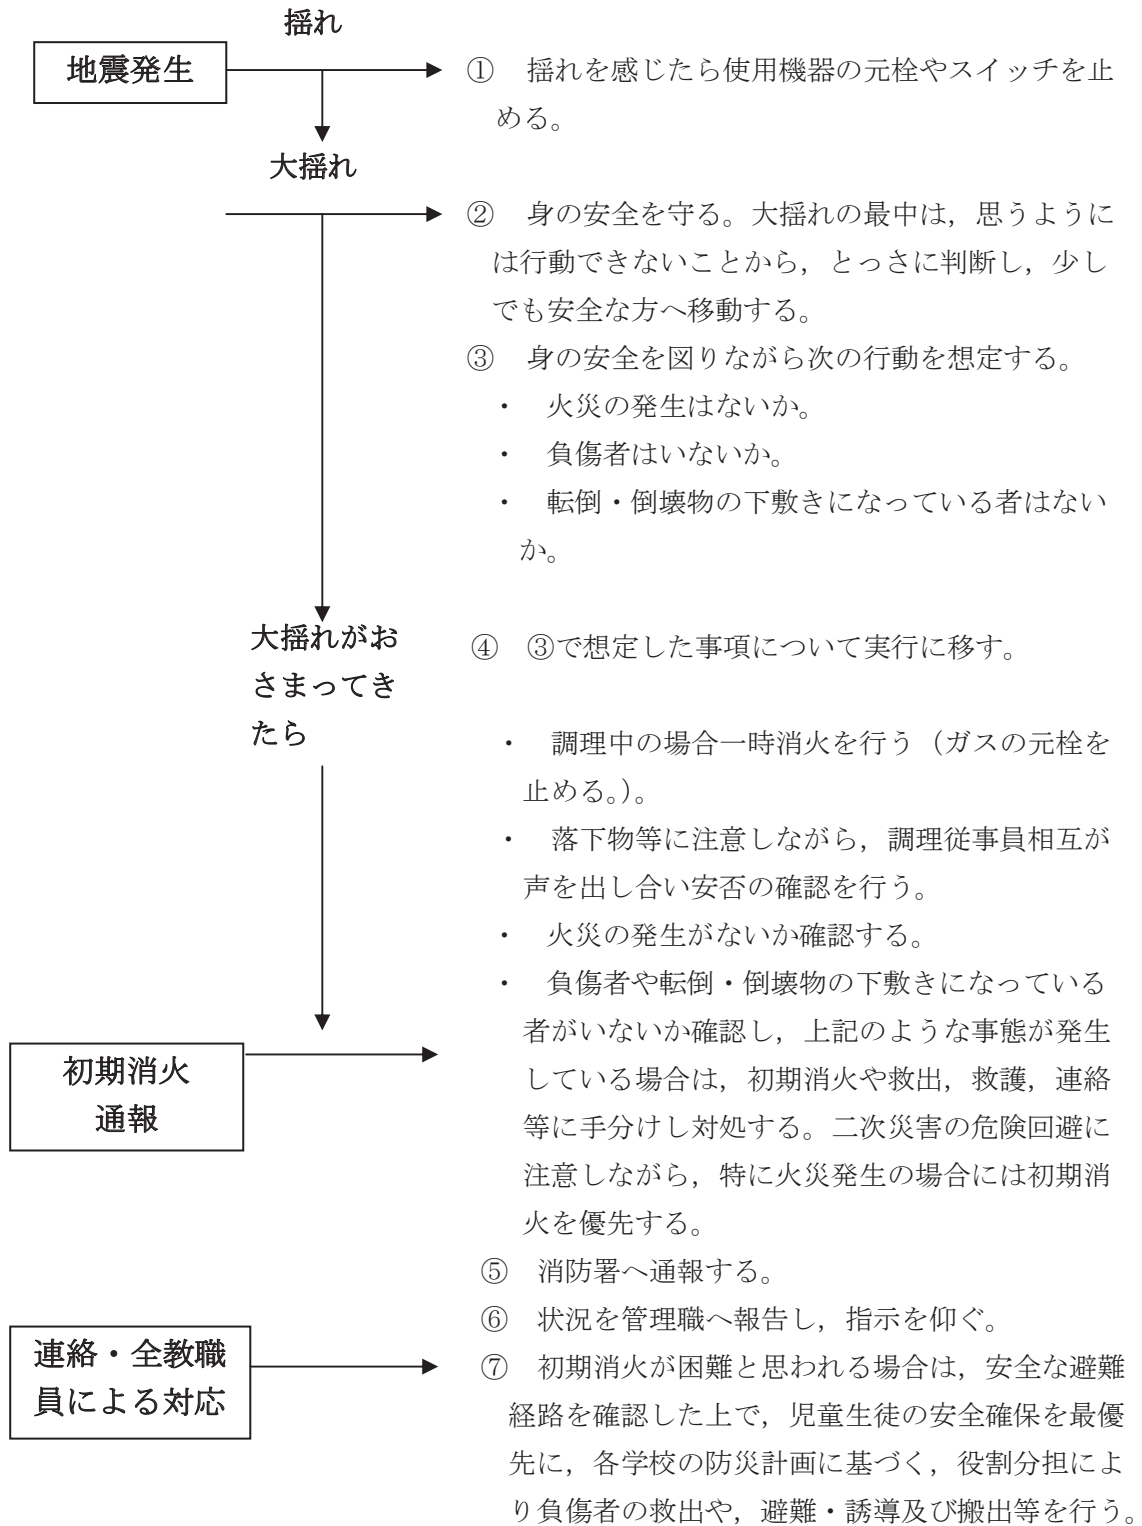 揺れ
地震発生
① 揺れを感じたら使用機器の元栓やスイッチを止
める。
大揺れ
② 身の安全を守る。大揺れの最中は，思うように
は行動できないことから，とっさに判断し，少し
でも安全な方へ移動する。
③ 身の安全を図りながら次の行動を想定する。
・ 火災の発生はないか。
・ 負傷者はいないか。
・ 転倒・倒壊物の下敷きになっている者はない
か。
大揺れがお
さまってき
たら
④ ③で想定した事項について実行に移す。
・ 調理中の場合一時消火を行う（ガスの元栓を
止める。）。
・ 落下物等に注意しながら，調理従事員相互が
声を出し合い安否の確認を行う。
・ 火災の発生がないか確認する。
・ 負傷者や転倒・倒壊物の下敷きになっている
者がいないか確認し，上記のような事態が発生
している場合は，初期消火や救出，救護，連絡
等に手分けし対処する。二次災害の危険回避に
注意しながら，特に火災発生の場合には初期消
火を優先する。
初期消火
通報
⑤ 消防署へ通報する。
⑥ 状況を管理職へ報告し，指示を仰ぐ。
連絡・全教職
員による対応
⑦ 初期消火が困難と思われる場合は，安全な避難
経路を確認した上で，児童生徒の安全確保を最優
先に，各学校の防災計画に基づく，役割分担によ
り負傷者の救出や，避難・誘導及び搬出等を行う。